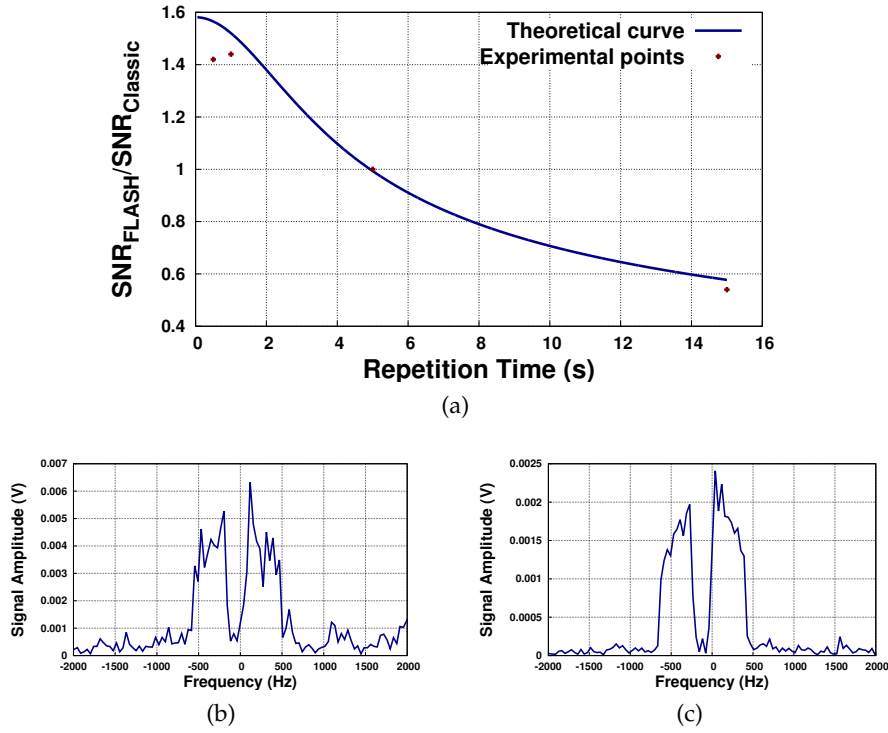 1.6
1.4
1.2
1
0.8
0.6
0.4
SNR_FLASH/SNR_Classic
Theoretical curve
Experimental points
0 2 4 6 8 10 12 14 16
Repetition Time (s)
(a)
0.007
0.006
0.005
0.004
0.003
0.002
0.001
0
Signal Amplitude (V)
-2000 -1500 -1000 -500 0 500 1000 1500 2000
Frequency (Hz)
(b)
0.0025
0.002
0.0015
0.001
0.0005
0
Signal Amplitude (V)
-2000 -1500 -1000 -500 0 500 1000 1500 2000
Frequency (Hz)
(c)